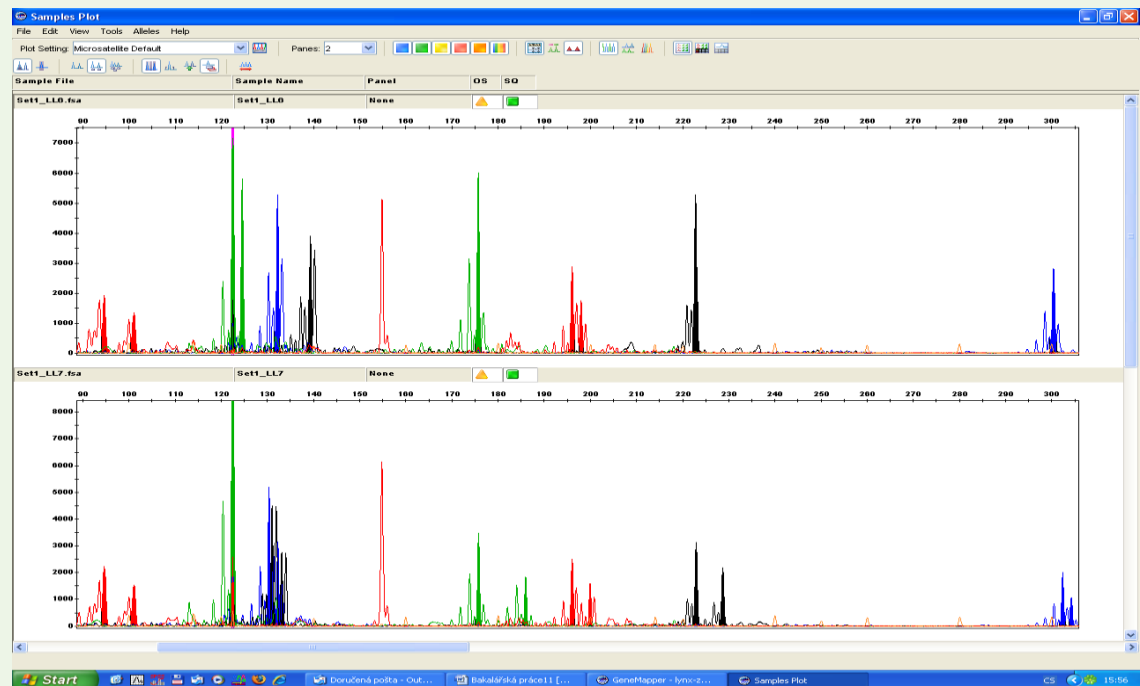 Samples Plot
File Edit View Tools Alleles Help
Plot Setting: Microsatellite Default Panes: 2
Sample File Sample Name Panel OS SQ
Set1_LL6.fsa Set1_LL6 None
90 100 110 120 130 140 150 160 170 180 190 200 210 220 230 240 250 260 270 280 290 300
7000
6000
5000
4000
3000
2000
1000
0
Set1_LL7.fsa Set1_LL7 None
90 100 110 120 130 140 150 160 170 180 190 200 210 220 230 240 250 260 270 280 290 300
8000
7000
6000
5000
4000
3000
2000
1000
0
Start Doručená pošta - Out... Bakalářská práce11 [... GeneMapper - lynx-z... Samples Plot CS 15:56